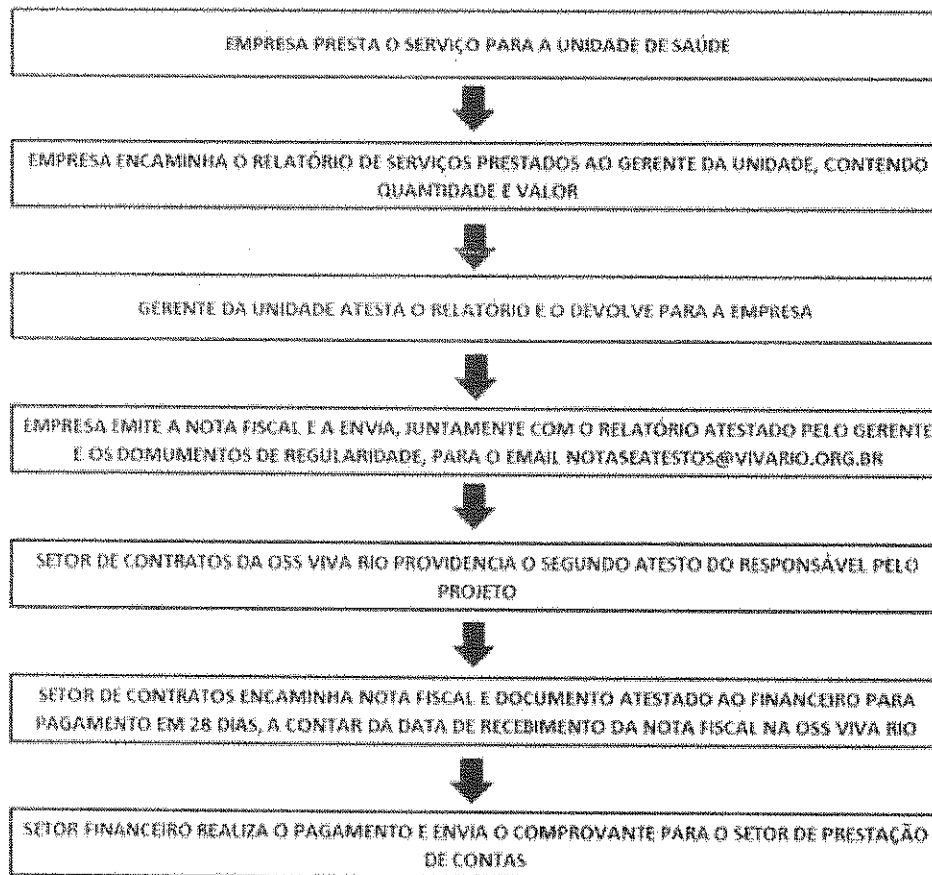 EMPRESA PRESTA O SERVIÇO PARA A UNIDADE DE SAÚDE
EMPRESA ENCAMINHA O RELATÓRIO DE SERVIÇOS PRESTADOS AO GERENTE DA UNIDADE, CONTENDO
QUANTIDADE E VALOR
GERENTE DA UNIDADE ATESTA O RELATÓRIO E O DEVOLVE PARA A EMPRESA
EMPRESA EMITE A NOTA FISCAL E A ENVIA, JUNTAMENTE COM O RELATÓRIO ATESTADO PELO GERENTE
E OS DOMUMENTOS DE REGULARIDADE, PARA O EMAIL NOTASEATESTOS@VIVARIO.ORG.BR
SETOR DE CONTRATOS DA OSS VIVA RIO PROVIDENCIA O SEGUNDO ATESTO DO RESPONSÁVEL PELO
PROJETO
SETOR DE CONTRATOS ENCAMINHA NOTA FISCAL E DOCUMENTO ATESTADO AO FINANCEIRO PARA
PAGAMENTO EM 28 DIAS, A CONTAR DA DATA DE RECEBIMENTO DA NOTA FISCAL NA OSS VIVA RIO
SETOR FINANCEIRO REALIZA O PAGAMENTO E ENVIA O COMPROVANTE PARA O SETOR DE PRESTAÇÃO
DE CONTAS